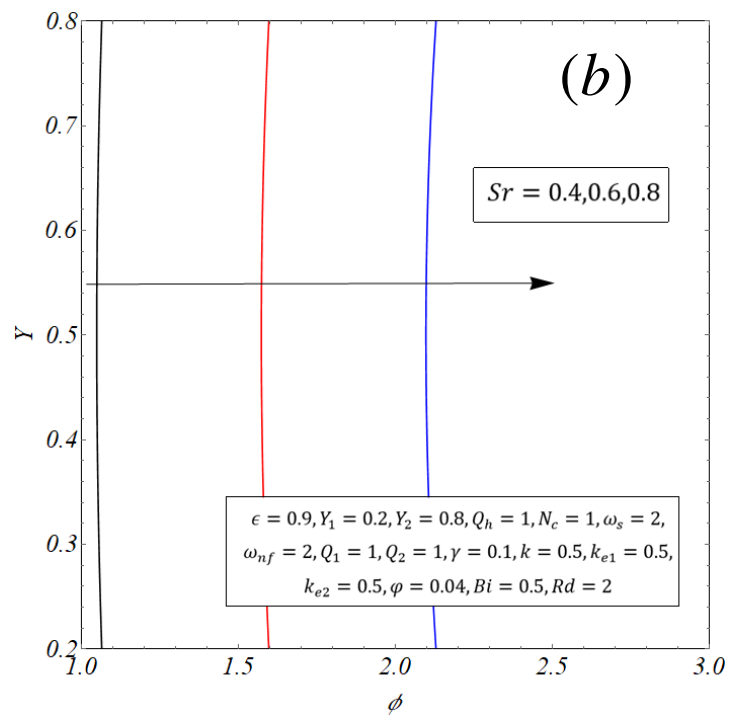 0.8
(b)
0.7
Sr = 0.4,0.6,0.8
0.6
Y
0.5
0.4
ϵ = 0.9, Y₁ = 0.2, Y₂ = 0.8, Qₕ = 1, N꜀ = 1, ωₛ = 2,
0.3
ωₙf = 2, Q₁ = 1, Q₂ = 1, γ = 0.1, k = 0.5, kₑ₁ = 0.5,
kₑ₂ = 0.5, φ = 0.04, Bi = 0.5, Rd = 2
0.2
1.0 1.5 2.0 2.5 3.0
ϕ